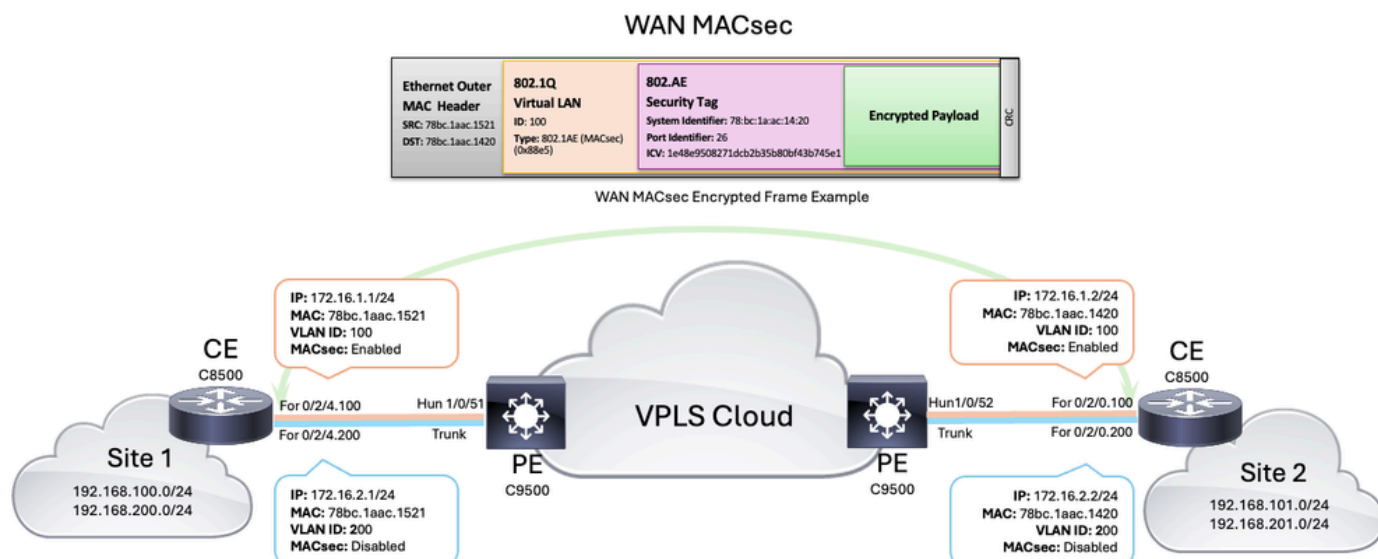 WAN MACsec
Ethernet Outer
MAC Header
SRC: 78bc.1aac.1521
DST: 78bc.1aac.1420
802.1Q
Virtual LAN
ID: 100
Type: 802.1AE (MACsec)
(0x88e5)
802.AE
Security Tag
System Identifier: 78:bc:1a:ac:14:20
Port Identifier: 26
ICV: 1e48e9508271dcb2b35b80bf43b745e1
Encrypted Payload
CRC
WAN MACsec Encrypted Frame Example
IP: 172.16.1.1/24
MAC: 78bc.1aac.1521
VLAN ID: 100
MACsec: Enabled
IP: 172.16.1.2/24
MAC: 78bc.1aac.1420
VLAN ID: 100
MACsec: Enabled
CE
C8500
For 0/2/4.100
For 0/2/4.200
Hun 1/0/51
Trunk
PE
C9500
VPLS Cloud
PE
C9500
Hun1/0/52
Trunk
For 0/2/0.100
For 0/2/0.200
CE
C8500
Site 1
192.168.100.0/24
192.168.200.0/24
IP: 172.16.2.1/24
MAC: 78bc.1aac.1521
VLAN ID: 200
MACsec: Disabled
IP: 172.16.2.2/24
MAC: 78bc.1aac.1420
VLAN ID: 200
MACsec: Disabled
Site 2
192.168.101.0/24
192.168.201.0/24